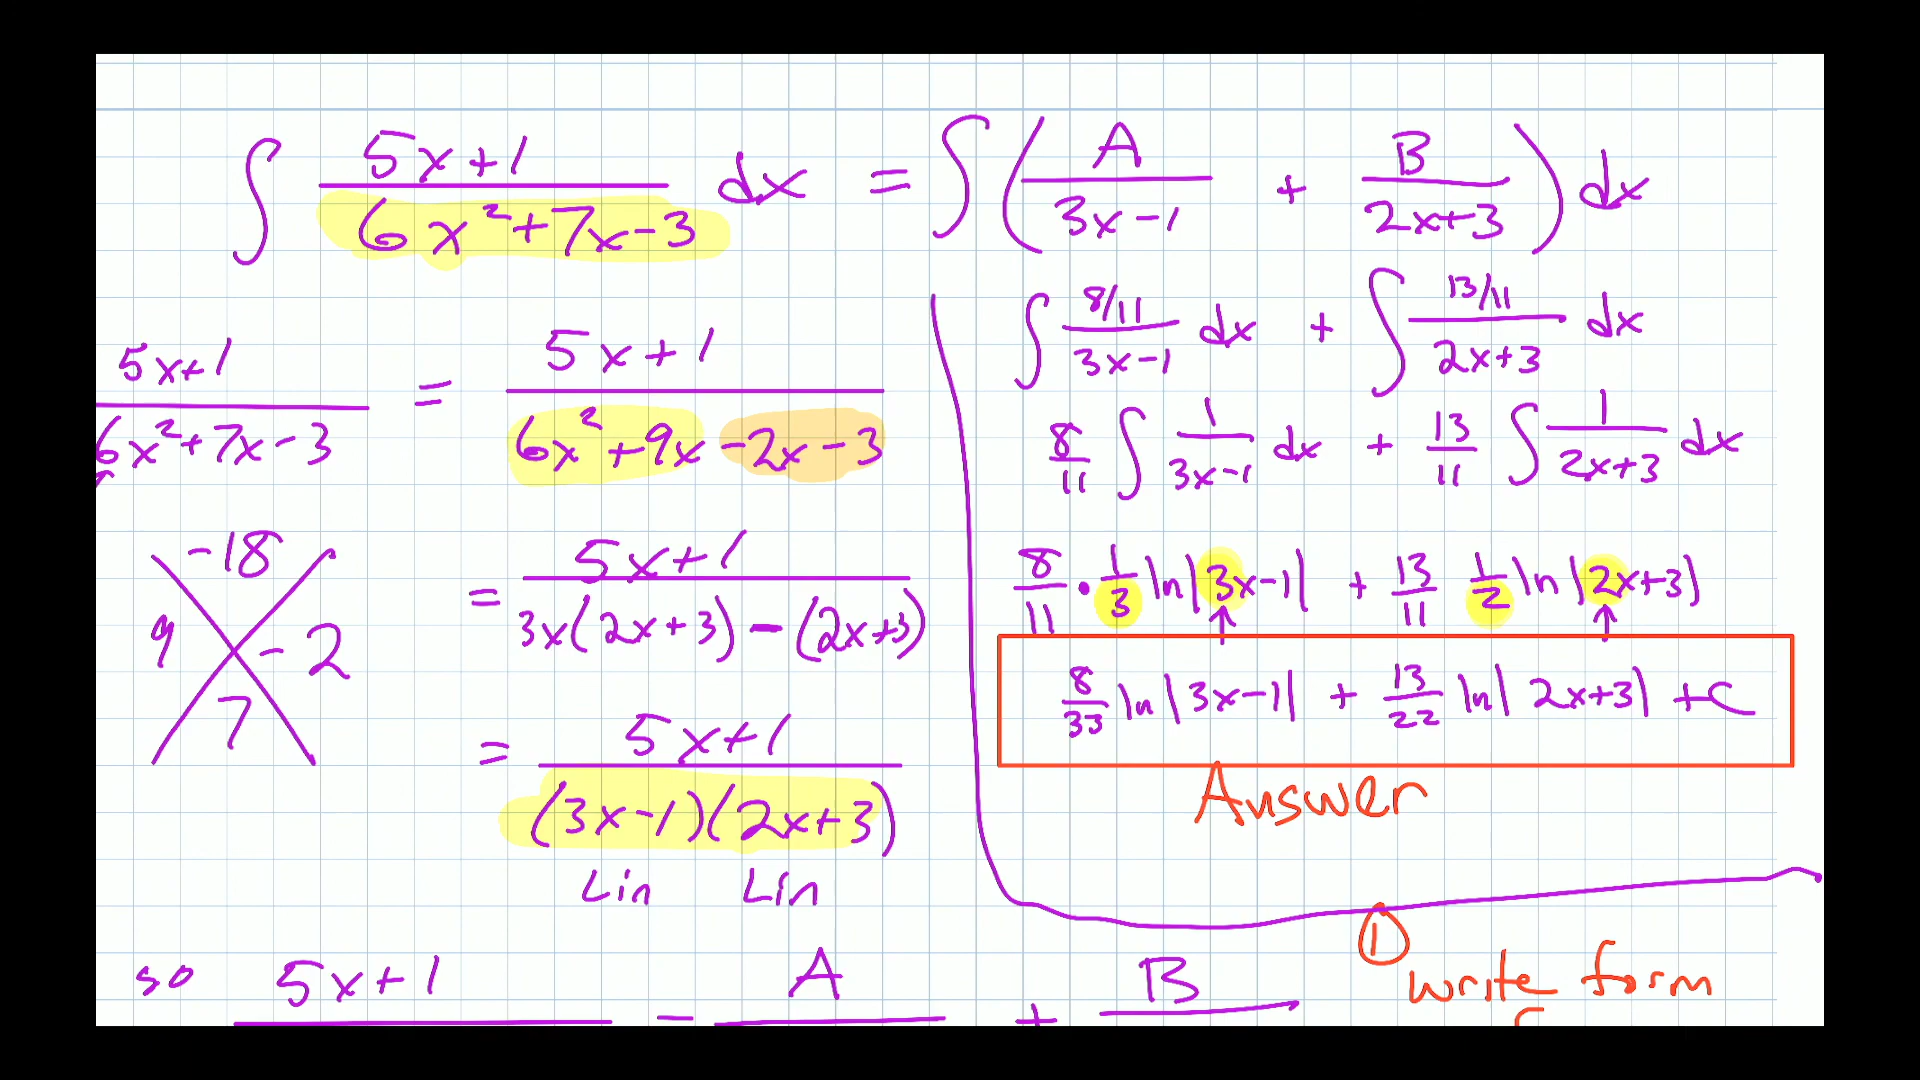 ∫ (5x+1)/(6x²+7x-3) dx = ∫ ( A/(3x-1) + B/(2x+3) ) dx
(5x+1)/(6x²+7x-3) = (5x+1)/(6x²+9x-2x-3)
-18
9 -2
7
= (5x+1)/(3x(2x+3)-(2x+3))
= (5x+1)/((3x-1)(2x+3))
Lin Lin
∫ (8/11)/(3x-1) dx + ∫ (13/11)/(2x+3) dx
8/11 ∫ 1/(3x-1) dx + 13/11 ∫ 1/(2x+3) dx
8/11 · 1/3 ln|3x-1| + 13/11 1/2 ln|2x+3|
8/33 ln|3x-1| + 13/22 ln|2x+3| + C
Answer
① write form
so 5x+1 = A + B